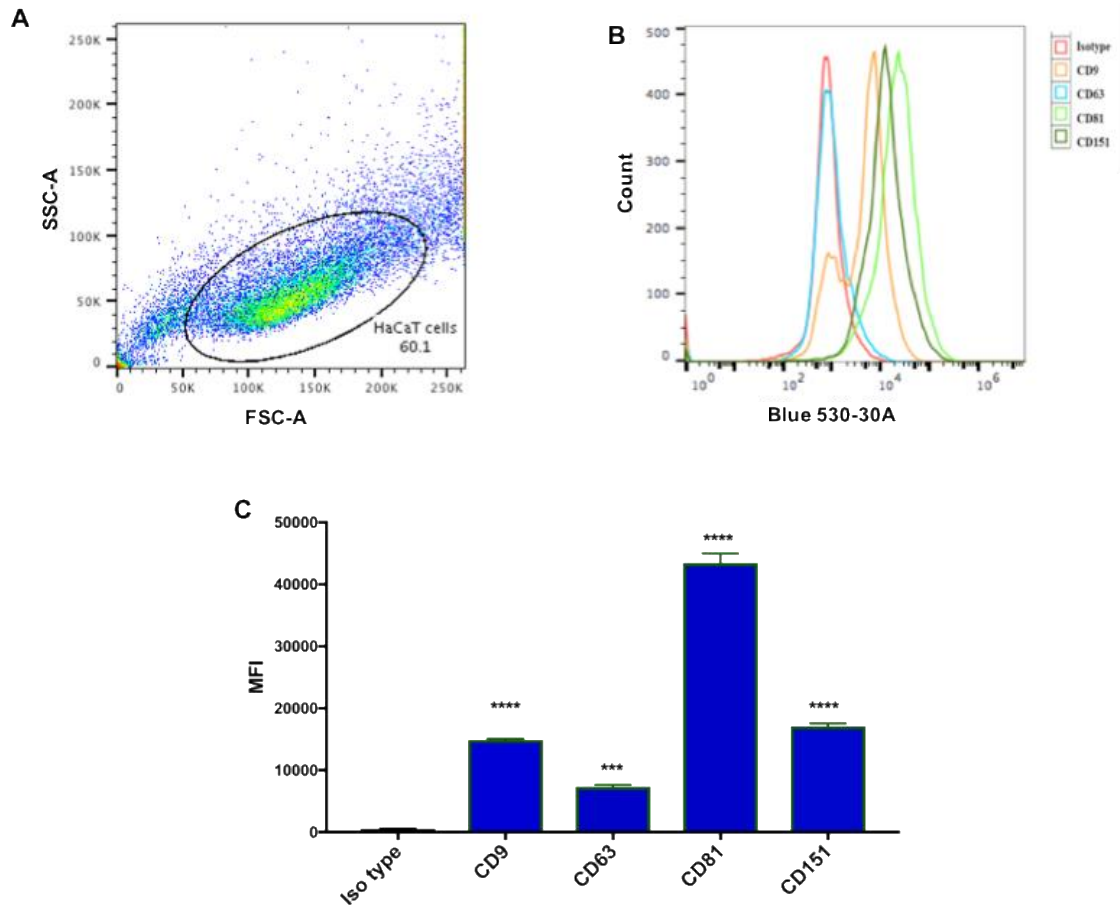 A
250K
200K
150K
100K
50K
0
SSC-A
HaCaT cells
60.1
0 50K 100K 150K 200K 250K
FSC-A
B
500
400
300
200
100
0
Count
10^0 10^2 10^4 10^6
Blue 530-30A
Isotype
CD9
CD63
CD81
CD151
C
50000
40000
30000
20000
10000
0
MFI
****
***
****
****
Iso type CD9 CD63 CD81 CD151